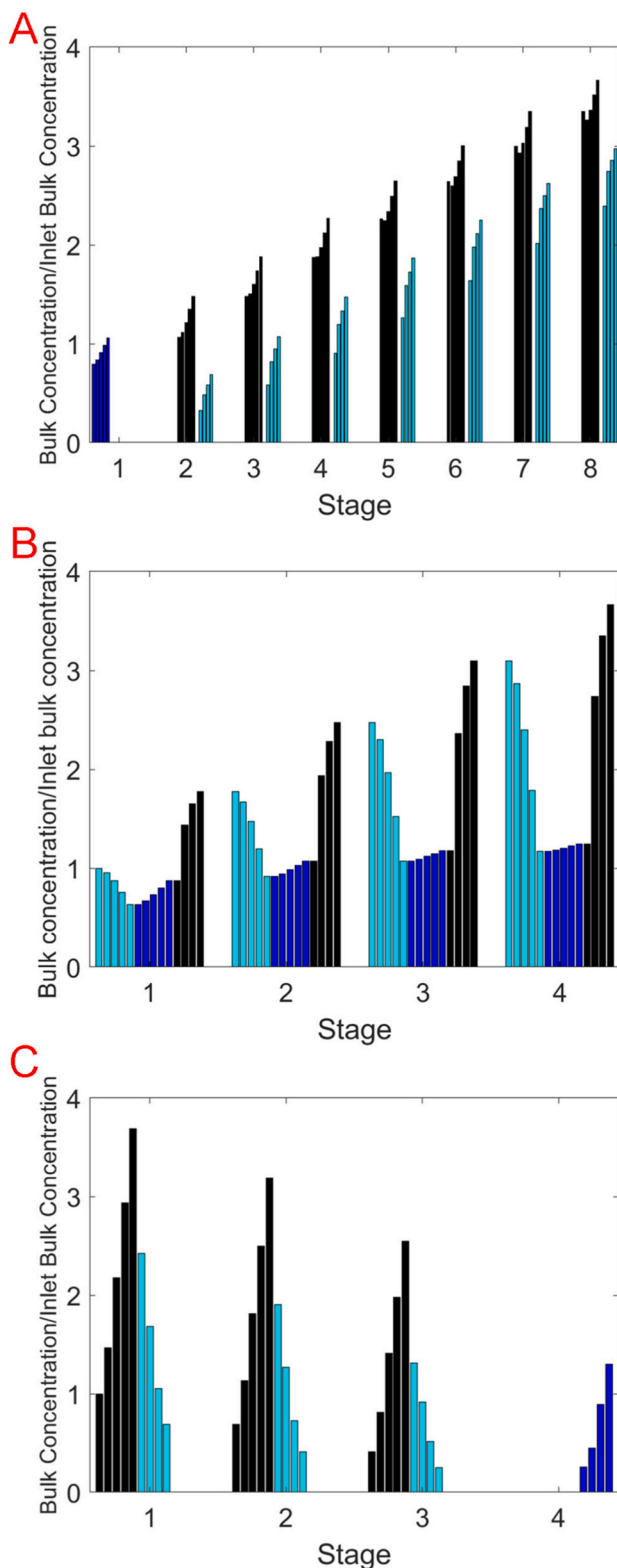 A
Bulk Concentration/Inlet Bulk Concentration
4
3
2
1
0
1 2 3 4 5 6 7 8
Stage
B
Bulk concentration/Inlet bulk concentration
4
3
2
1
0
1 2 3 4
Stage
C
Bulk Concentration/Inlet Bulk Concentration
4
3
2
1
0
1 2 3 4
Stage